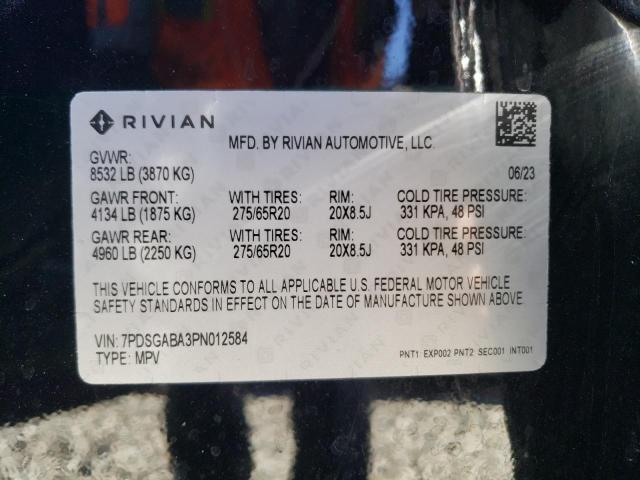 RIVIAN
MFD. BY RIVIAN AUTOMOTIVE, LLC.
GVWR:
8532 LB (3870 KG) 06/23
GAWR FRONT: WITH TIRES: RIM: COLD TIRE PRESSURE:
4134 LB (1875 KG) 275/65R20 20X8.5J 331 KPA, 48 PSI
GAWR REAR: WITH TIRES: RIM: COLD TIRE PRESSURE:
4960 LB (2250 KG) 275/65R20 20X8.5J 331 KPA, 48 PSI
THIS VEHICLE CONFORMS TO ALL APPLICABLE U.S. FEDERAL MOTOR VEHICLE
SAFETY STANDARDS IN EFFECT ON THE DATE OF MANUFACTURE SHOWN ABOVE
VIN: 7PDSGABA3PN012584
TYPE: MPV PNT1: EXP002 PNT2: SEC001 INT001